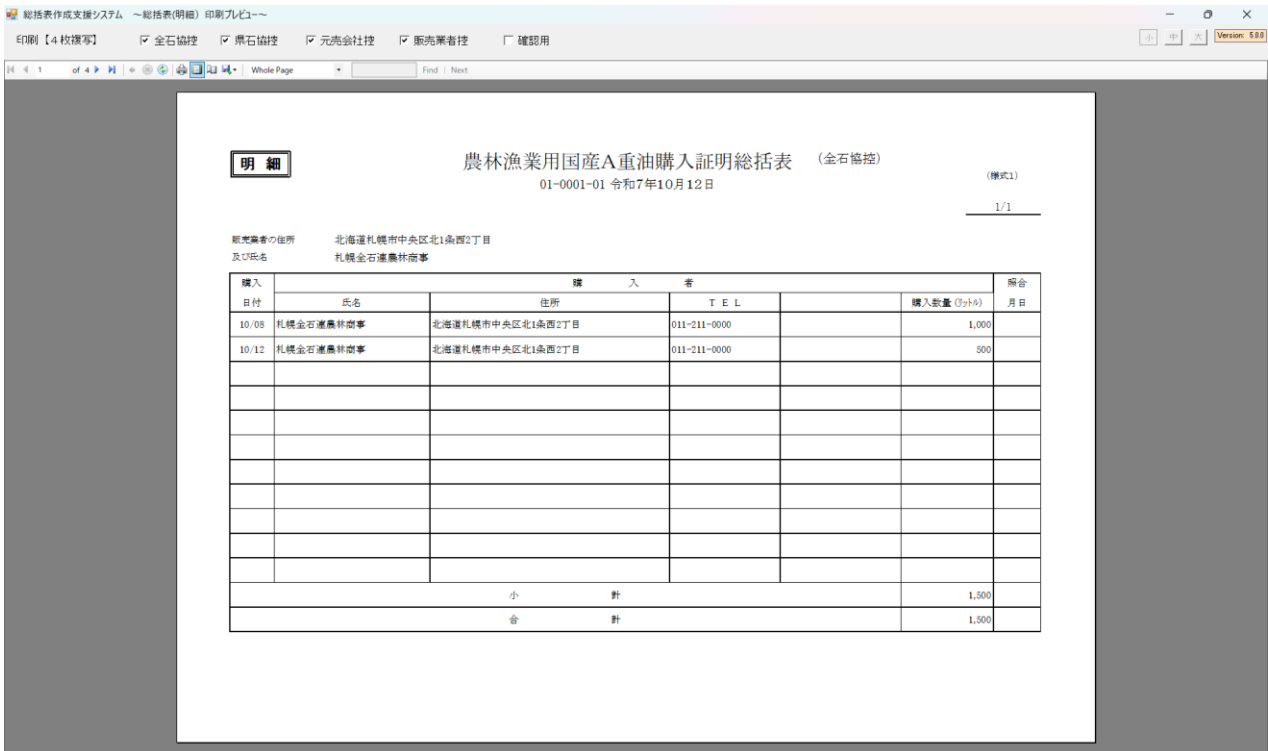 総括表作成支援システム ～総括表(明細) 印刷プレビュー～
印刷【４枚複写】 全石協控 県石協控 元売会社控 販売業者控 確認用 小 中 大 Version: 5.0.0
1 of 4 Whole Page Find | Next
明 細 農林漁業用国産Ａ重油購入証明総括表 （全石協控）
01-0001-01 令和7年10月12日
(様式1)
1/1
販売業者の住所 北海道札幌市中央区北1条西2丁目
及び氏名 札幌全石連農林商事
購入 購 入 者 照合
日付 氏名 住所 ＴＥＬ 購入数量 (リットル) 月日
10/08 札幌全石連農林商事 北海道札幌市中央区北1条西2丁目 011-211-0000 1,000
10/12 札幌全石連農林商事 北海道札幌市中央区北1条西2丁目 011-211-0000 500
小 計 1,500
合 計 1,500